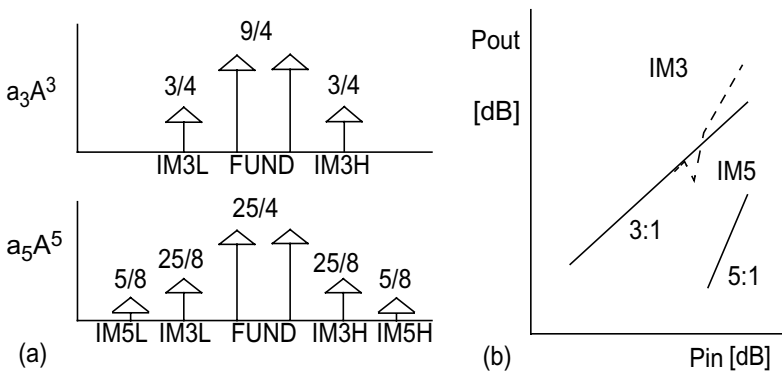 9/4
3/4 3/4
a₃A³
IM3L FUND IM3H
25/4
25/8 25/8
5/8 5/8
a₅A⁵
IM5L IM3L FUND IM3H IM5H
(a)
Pout
[dB]
IM3
IM5
3:1
5:1
(b)
Pin [dB]